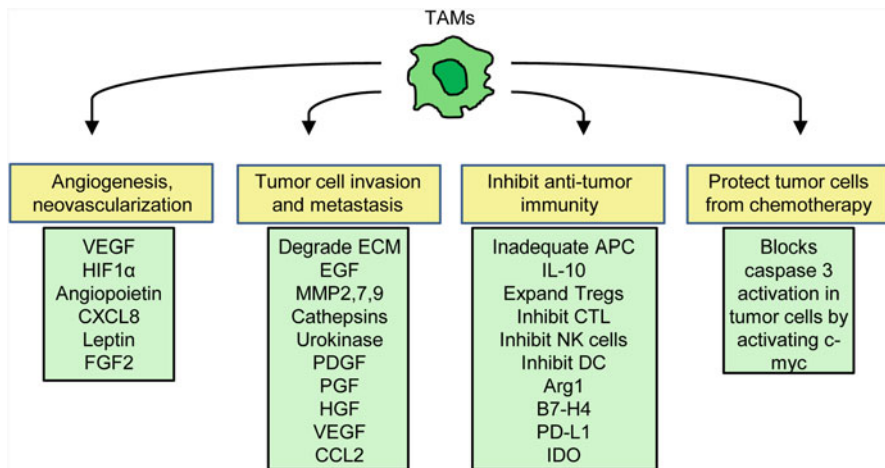 TAMs
Angiogenesis,
neovascularization
VEGF
HIF1α
Angiopoietin
CXCL8
Leptin
FGF2
Tumor cell invasion
and metastasis
Degrade ECM
EGF
MMP2,7,9
Cathepsins
Urokinase
PDGF
PGF
HGF
VEGF
CCL2
Inhibit anti-tumor
immunity
Inadequate APC
IL-10
Expand Tregs
Inhibit CTL
Inhibit NK cells
Inhibit DC
Arg1
B7-H4
PD-L1
IDO
Protect tumor cells
from chemotherapy
Blocks
caspase 3
activation in
tumor cells by
activating c-
myc